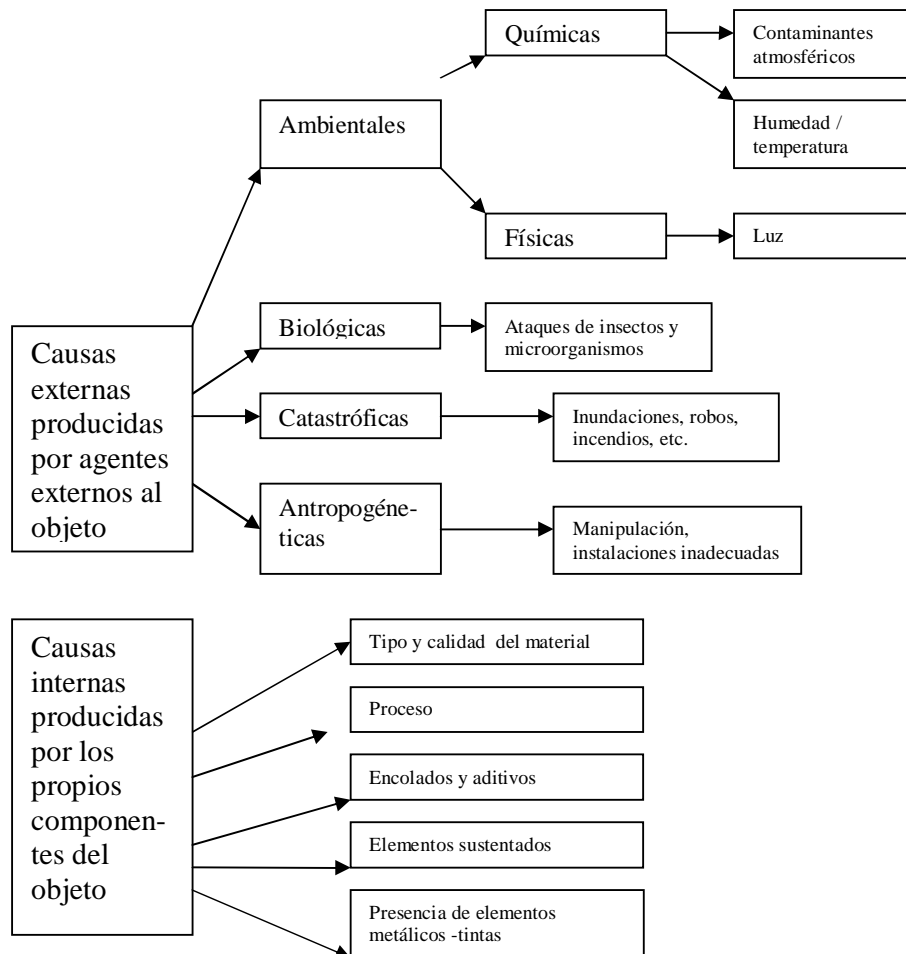 Químicas
Contaminantes
atmosféricos
Ambientales
Humedad /
temperatura
Físicas
Luz
Causas
externas
producidas
por agentes
externos al
objeto
Biológicas
Ataques de insectos y
microorganismos
Catastróficas
Inundaciones, robos,
incendios, etc.
Antropogéne-
ticas
Manipulación,
instalaciones inadecuadas
Causas
internas
producidas
por los
propios
componen-
tes del
objeto
Tipo y calidad  del material
Proceso
Encolados y aditivos
Elementos sustentados
Presencia de elementos
metálicos -tintas